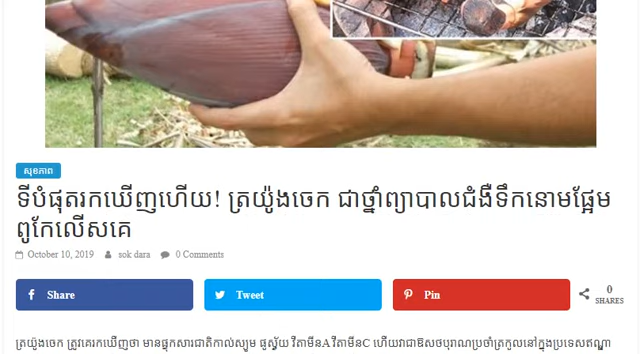 សុខភាព
ទីបំផុតរកឃើញហើយ! ត្រយ៉ូងចេក ជាថ្នាំព្យាបាលជំងឺទឹកនោមផ្អែម
ពូកែលើសគេ
October 10, 2019 sok dara 0 Comments
Share Tweet Pin 0
SHARES
ត្រយ៉ូងចេក ត្រូវគេរកឃើញថា មានផ្ទុកសារជាតិកាល់ស្យូម ផូស្វ័យ វីតាមីនA វីតាមីនC ហើយវាជាឱសថបុរាណប្រចាំត្រកូលនៅក្នុងប្រទេសឥណ្ឌា